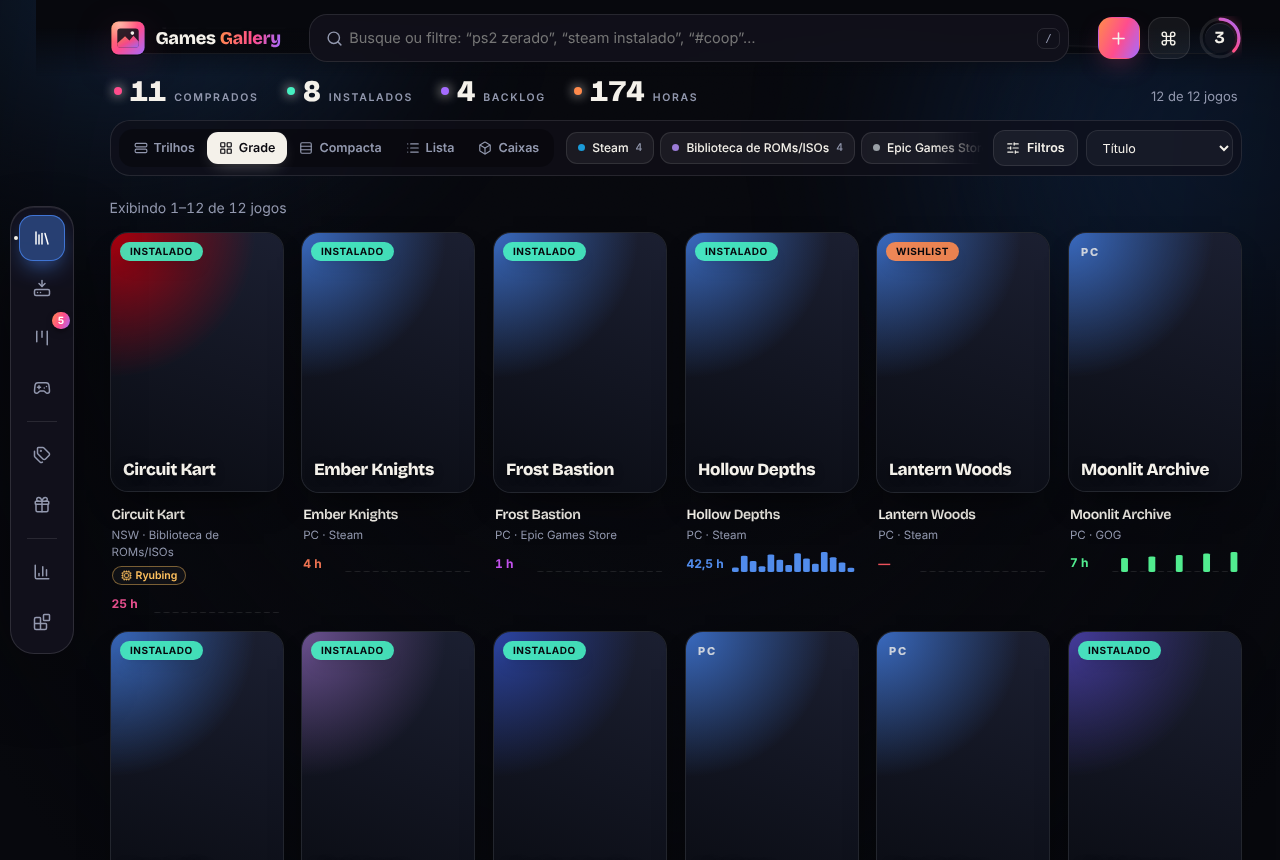 Games Gallery
Busque ou filtre: “ps2 zerado”, “steam instalado”, “#coop”…
/
3
11 COMPRADOS
8 INSTALADOS
4 BACKLOG
174 HORAS
12 de 12 jogos
Trilhos
Grade
Compacta
Lista
Caixas
Steam 4
Biblioteca de ROMs/ISOs 4
Epic Games Stor
Filtros
Título
5
Exibindo 1–12 de 12 jogos
INSTALADO
INSTALADO
INSTALADO
INSTALADO
WISHLIST
PC
Circuit Kart
Ember Knights
Frost Bastion
Hollow Depths
Lantern Woods
Moonlit Archive
Circuit Kart
NSW · Biblioteca de
ROMs/ISOs
Ryubing
25 h
Ember Knights
PC · Steam
4 h
Frost Bastion
PC · Epic Games Store
1 h
Hollow Depths
PC · Steam
42,5 h
Lantern Woods
PC · Steam
—
Moonlit Archive
PC · GOG
7 h
INSTALADO
INSTALADO
INSTALADO
PC
PC
INSTALADO